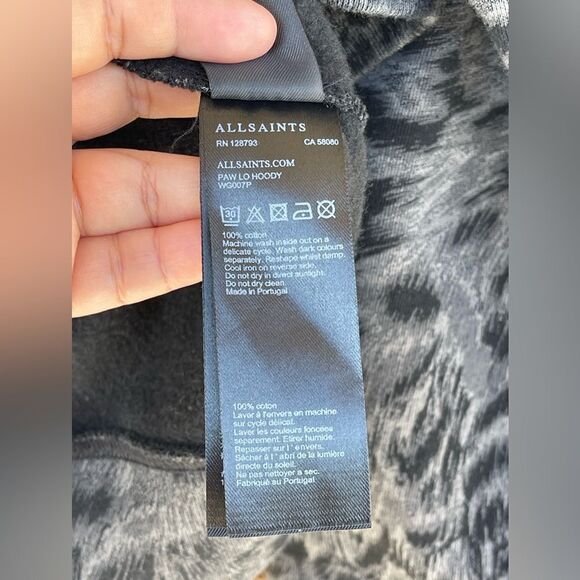 ALLSAINTS
RN 128793 CA 58080
ALLSAINTS.COM
PAW LO HOODY
WG007P
30
100% cotton
Machine wash inside out on a
delicate cycle. Wash dark colours
separately. Reshape whilst damp.
Cool iron on reverse side.
Do not dry in direct sunlight.
Do not dry clean.
Made in Portugal
100% coton
Laver à l'envers en machine
sur cycle délicat.
Laver les couleurs foncées
separement. Etirer humide.
Repasser sur l'envers.
Sécher à l'abri de la lumière
directe du soleil.
Ne pas nettoyer a sec.
Fabriqué au Portugal